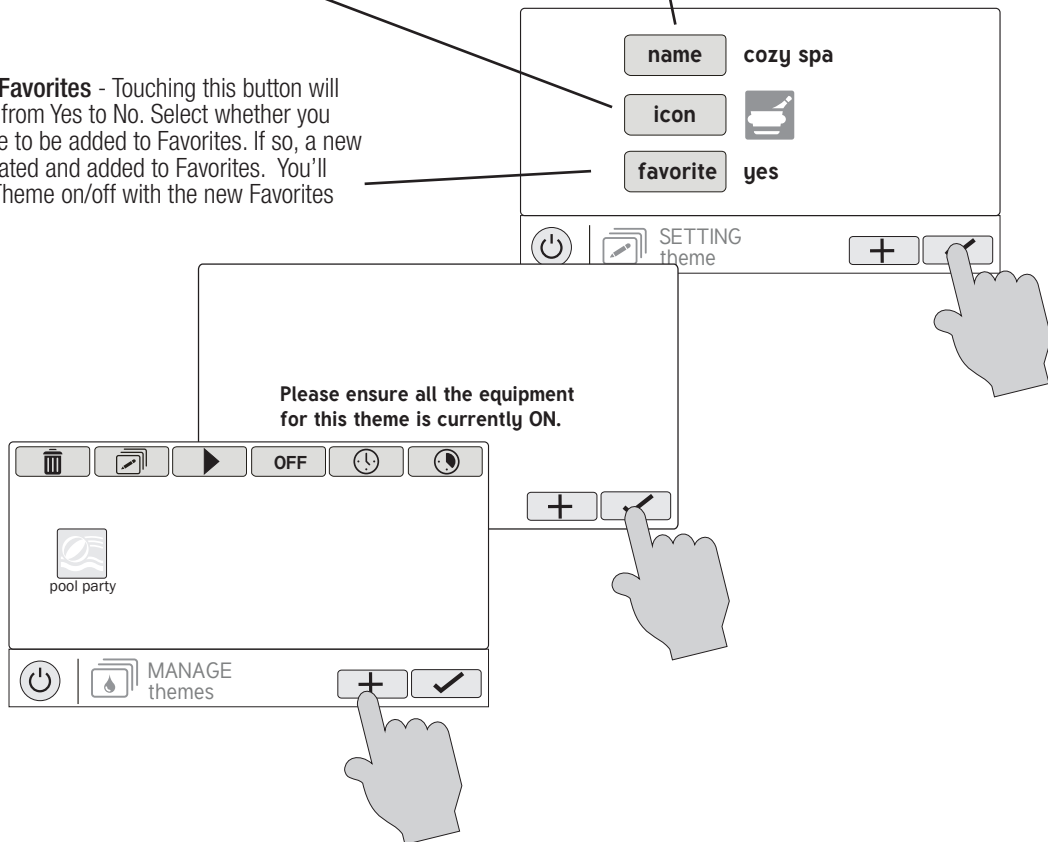 name cozy spa
Favorites - Touching this button will
from Yes to No. Select whether you
e to be added to Favorites. If so, a new
ated and added to Favorites. You'll
heme on/off with the new Favorites
icon
favorite yes
SETTING
theme
Please ensure all the equipment
for this theme is currently ON.
OFF
pool party
MANAGE
themes